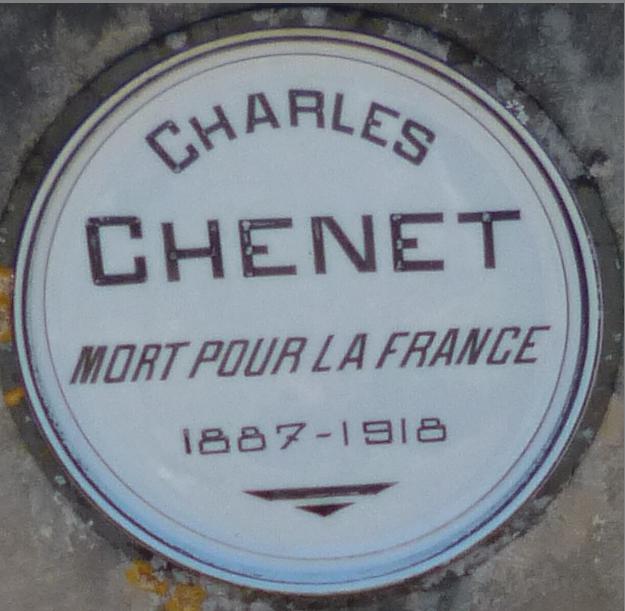 CHARLES
CHENET
MORT POUR LA FRANCE
1887-1918